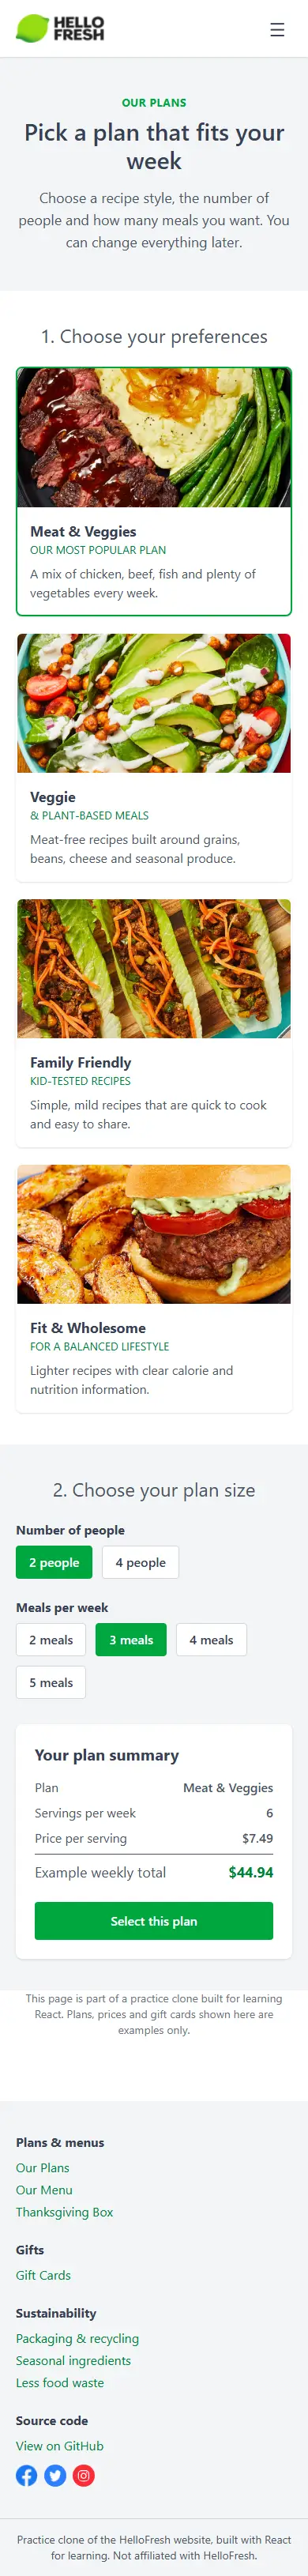 HELLO
FRESH
OUR PLANS
Pick a plan that fits your
week
Choose a recipe style, the number of
people and how many meals you want. You
can change everything later.
1. Choose your preferences
Meat & Veggies
OUR MOST POPULAR PLAN
A mix of chicken, beef, fish and plenty of
vegetables every week.
Veggie
& PLANT-BASED MEALS
Meat-free recipes built around grains,
beans, cheese and seasonal produce.
Family Friendly
KID-TESTED RECIPES
Simple, mild recipes that are quick to cook
and easy to share.
Fit & Wholesome
FOR A BALANCED LIFESTYLE
Lighter recipes with clear calorie and
nutrition information.
2. Choose your plan size
Number of people
2 people 4 people
Meals per week
2 meals 3 meals 4 meals
5 meals
Your plan summary
Plan Meat & Veggies
Servings per week 6
Price per serving $7.49
Example weekly total $44.94
Select this plan
This page is part of a practice clone built for learning
React. Plans, prices and gift cards shown here are
examples only.
Plans & menus
Our Plans
Our Menu
Thanksgiving Box
Gifts
Gift Cards
Sustainability
Packaging & recycling
Seasonal ingredients
Less food waste
Source code
View on GitHub
Practice clone of the HelloFresh website, built with React
for learning. Not affiliated with HelloFresh.